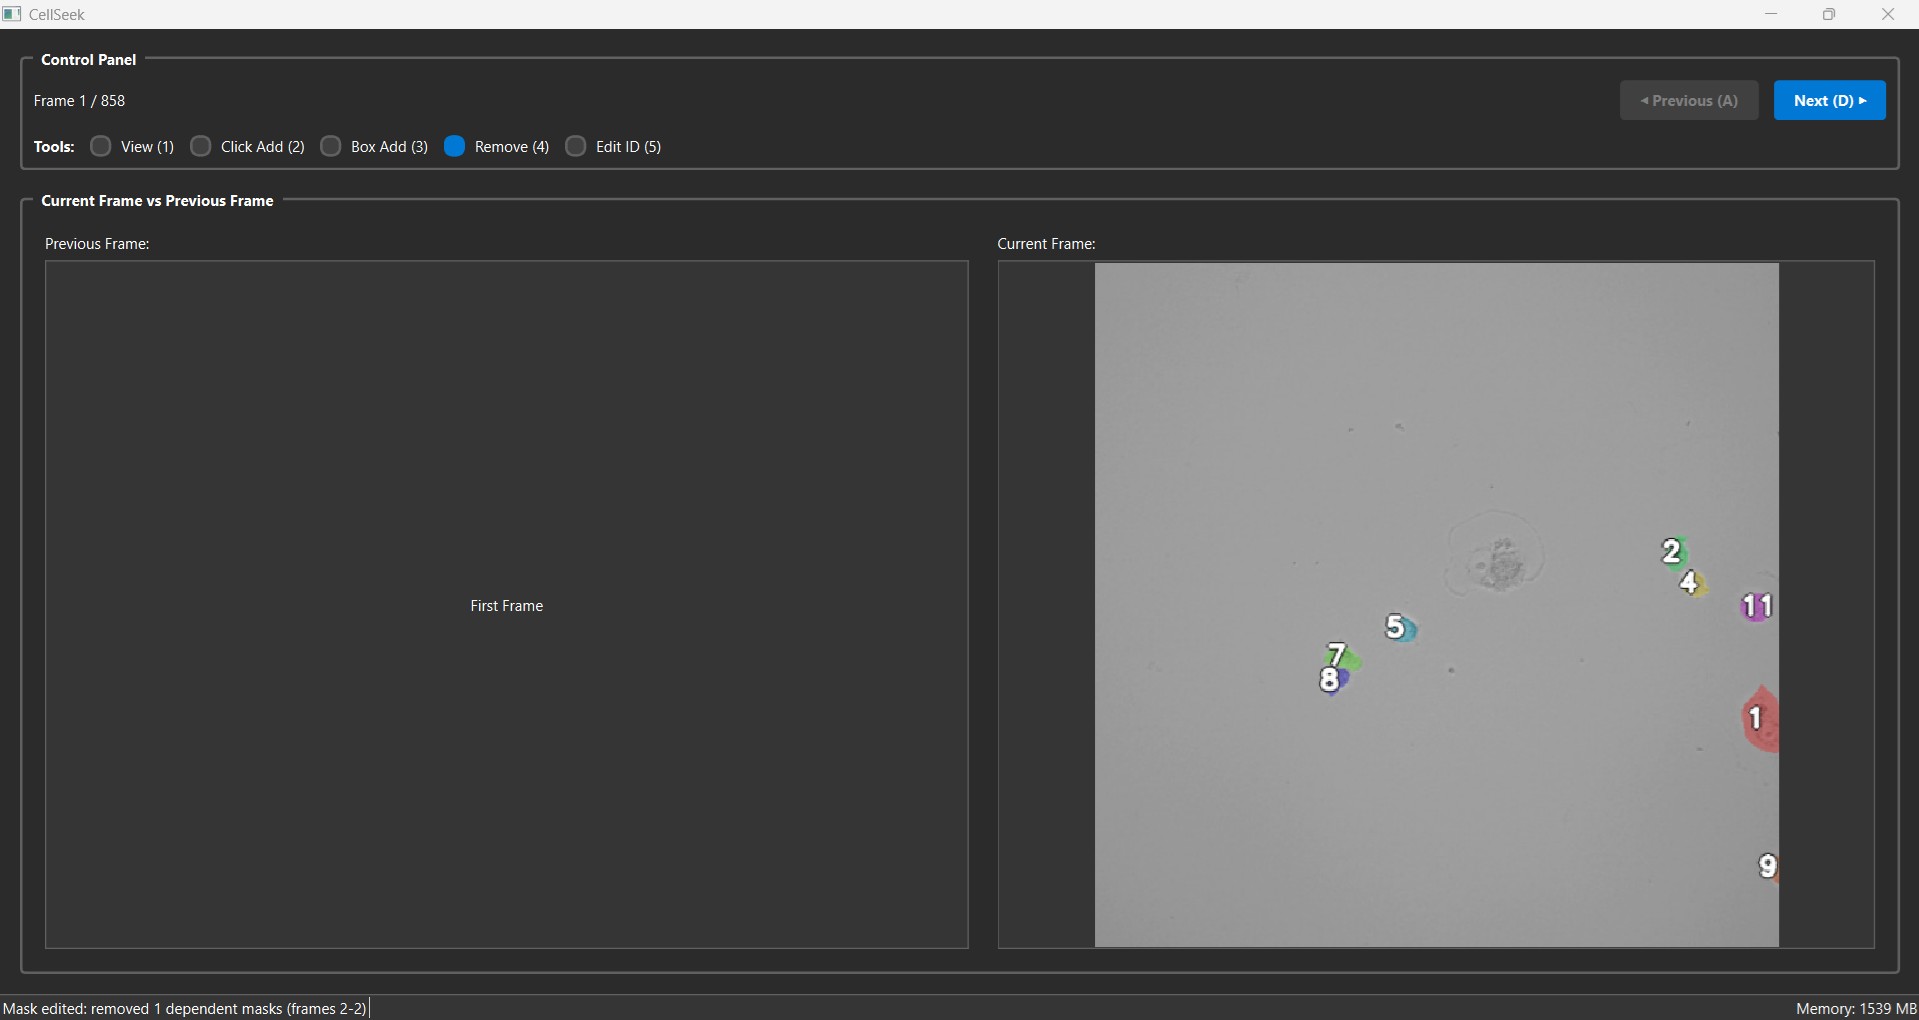 CellSeek
Control Panel
Frame 1 / 858
◂ Previous (A)
Next (D) ▸
Tools: View (1) Click Add (2) Box Add (3) Remove (4) Edit ID (5)
Current Frame vs Previous Frame
Previous Frame:
Current Frame:
First Frame
2
4
11
5
7
8
1
9
Mask edited: removed 1 dependent masks (frames 2-2)
Memory: 1539 MB